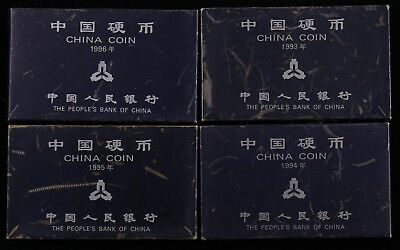 中国硬币
CHINA COIN
1996年
中国人民银行
THE PEOPLE'S BANK OF CHINA
中国硬币
CHINA COIN
1993年
中国人民银行
THE PEOPLE'S BANK OF CHINA
中国硬币
CHINA COIN
1995年
中国人民银行
THE PEOPLE'S BANK OF CHINA
中国硬币
CHINA COIN
1994年
中国人民银行
THE PEOPLE'S BANK OF CHINA